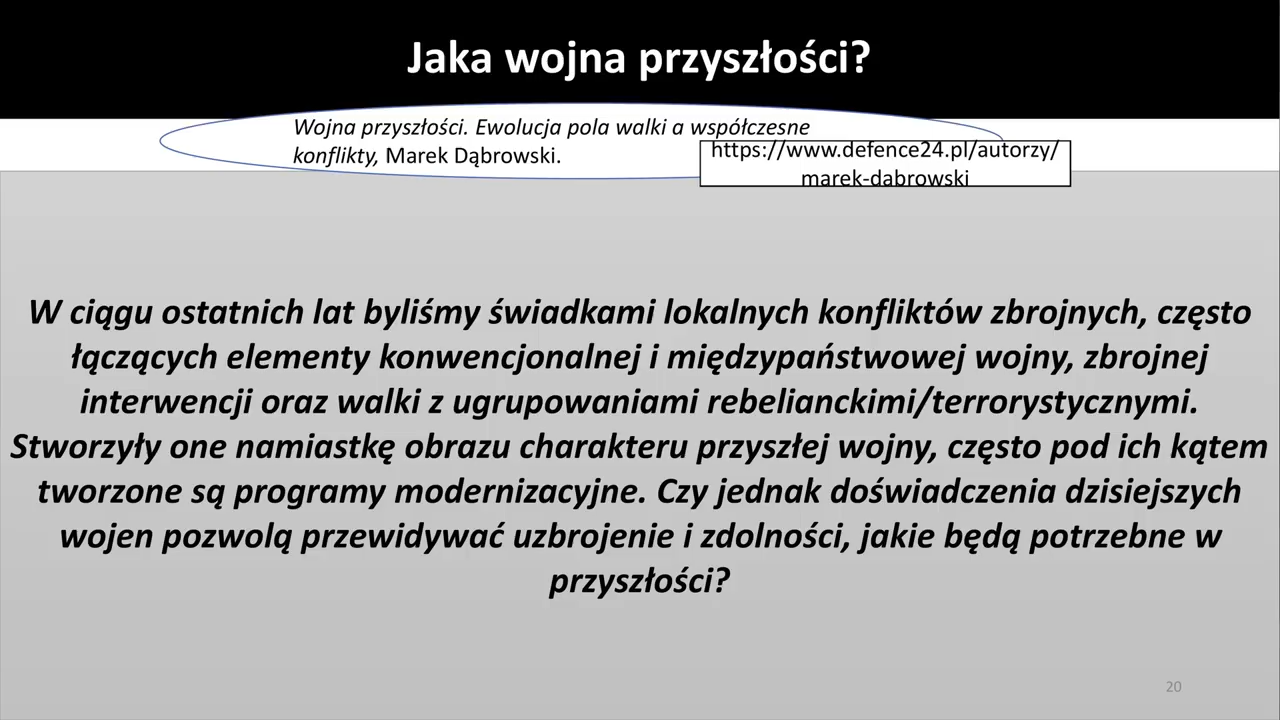 Jaka wojna przyszłości?
Wojna przyszłości. Ewolucja pola walki a współczesne
konflikty, Marek Dąbrowski.
https://www.defence24.pl/autorzy/
marek-dabrowski
W ciągu ostatnich lat byliśmy świadkami lokalnych konfliktów zbrojnych, często
łączących elementy konwencjonalnej i międzypaństwowej wojny, zbrojnej
interwencji oraz walki z ugrupowaniami rebelianckimi/terrorystycznymi.
Stworzyły one namiastkę obrazu charakteru przyszłej wojny, często pod ich kątem
tworzone są programy modernizacyjne. Czy jednak doświadczenia dzisiejszych
wojen pozwolą przewidywać uzbrojenie i zdolności, jakie będą potrzebne w
przyszłości?
20